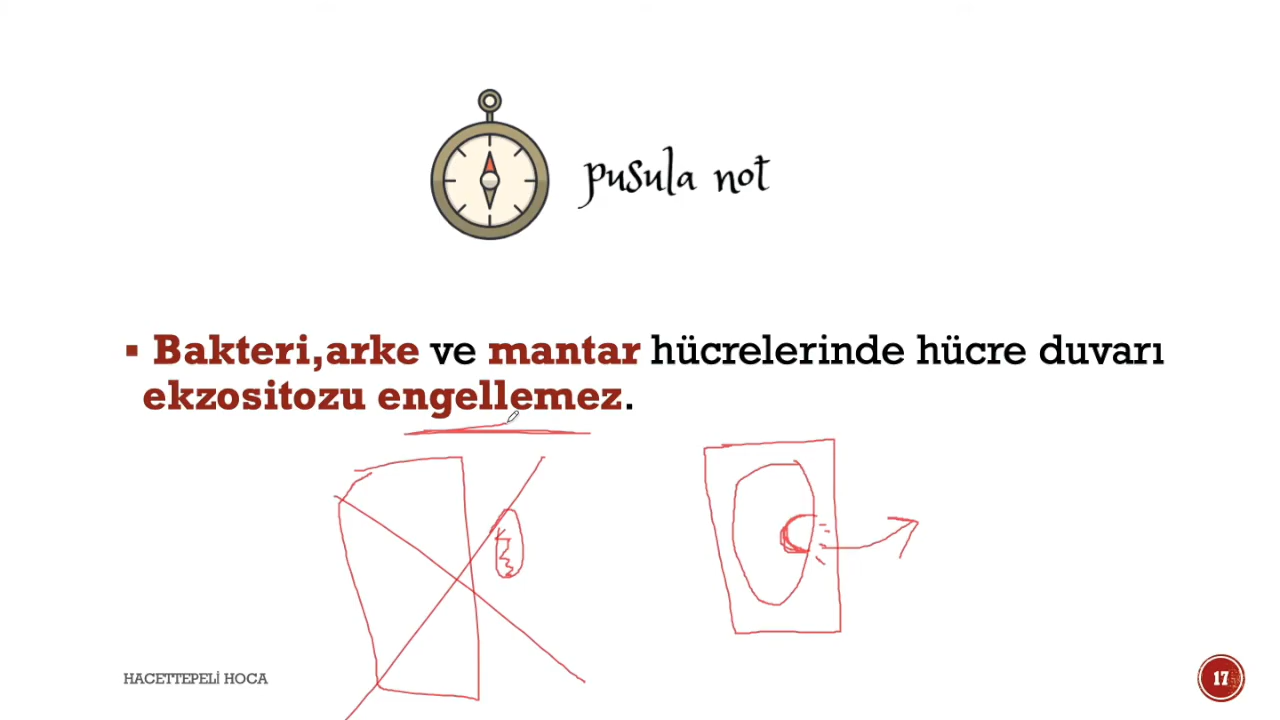 pusula not
Bakteri,arke ve mantar hücrelerinde hücre duvarı
ekzositozu engellemez.
HACETTEPELİ HOCA
17